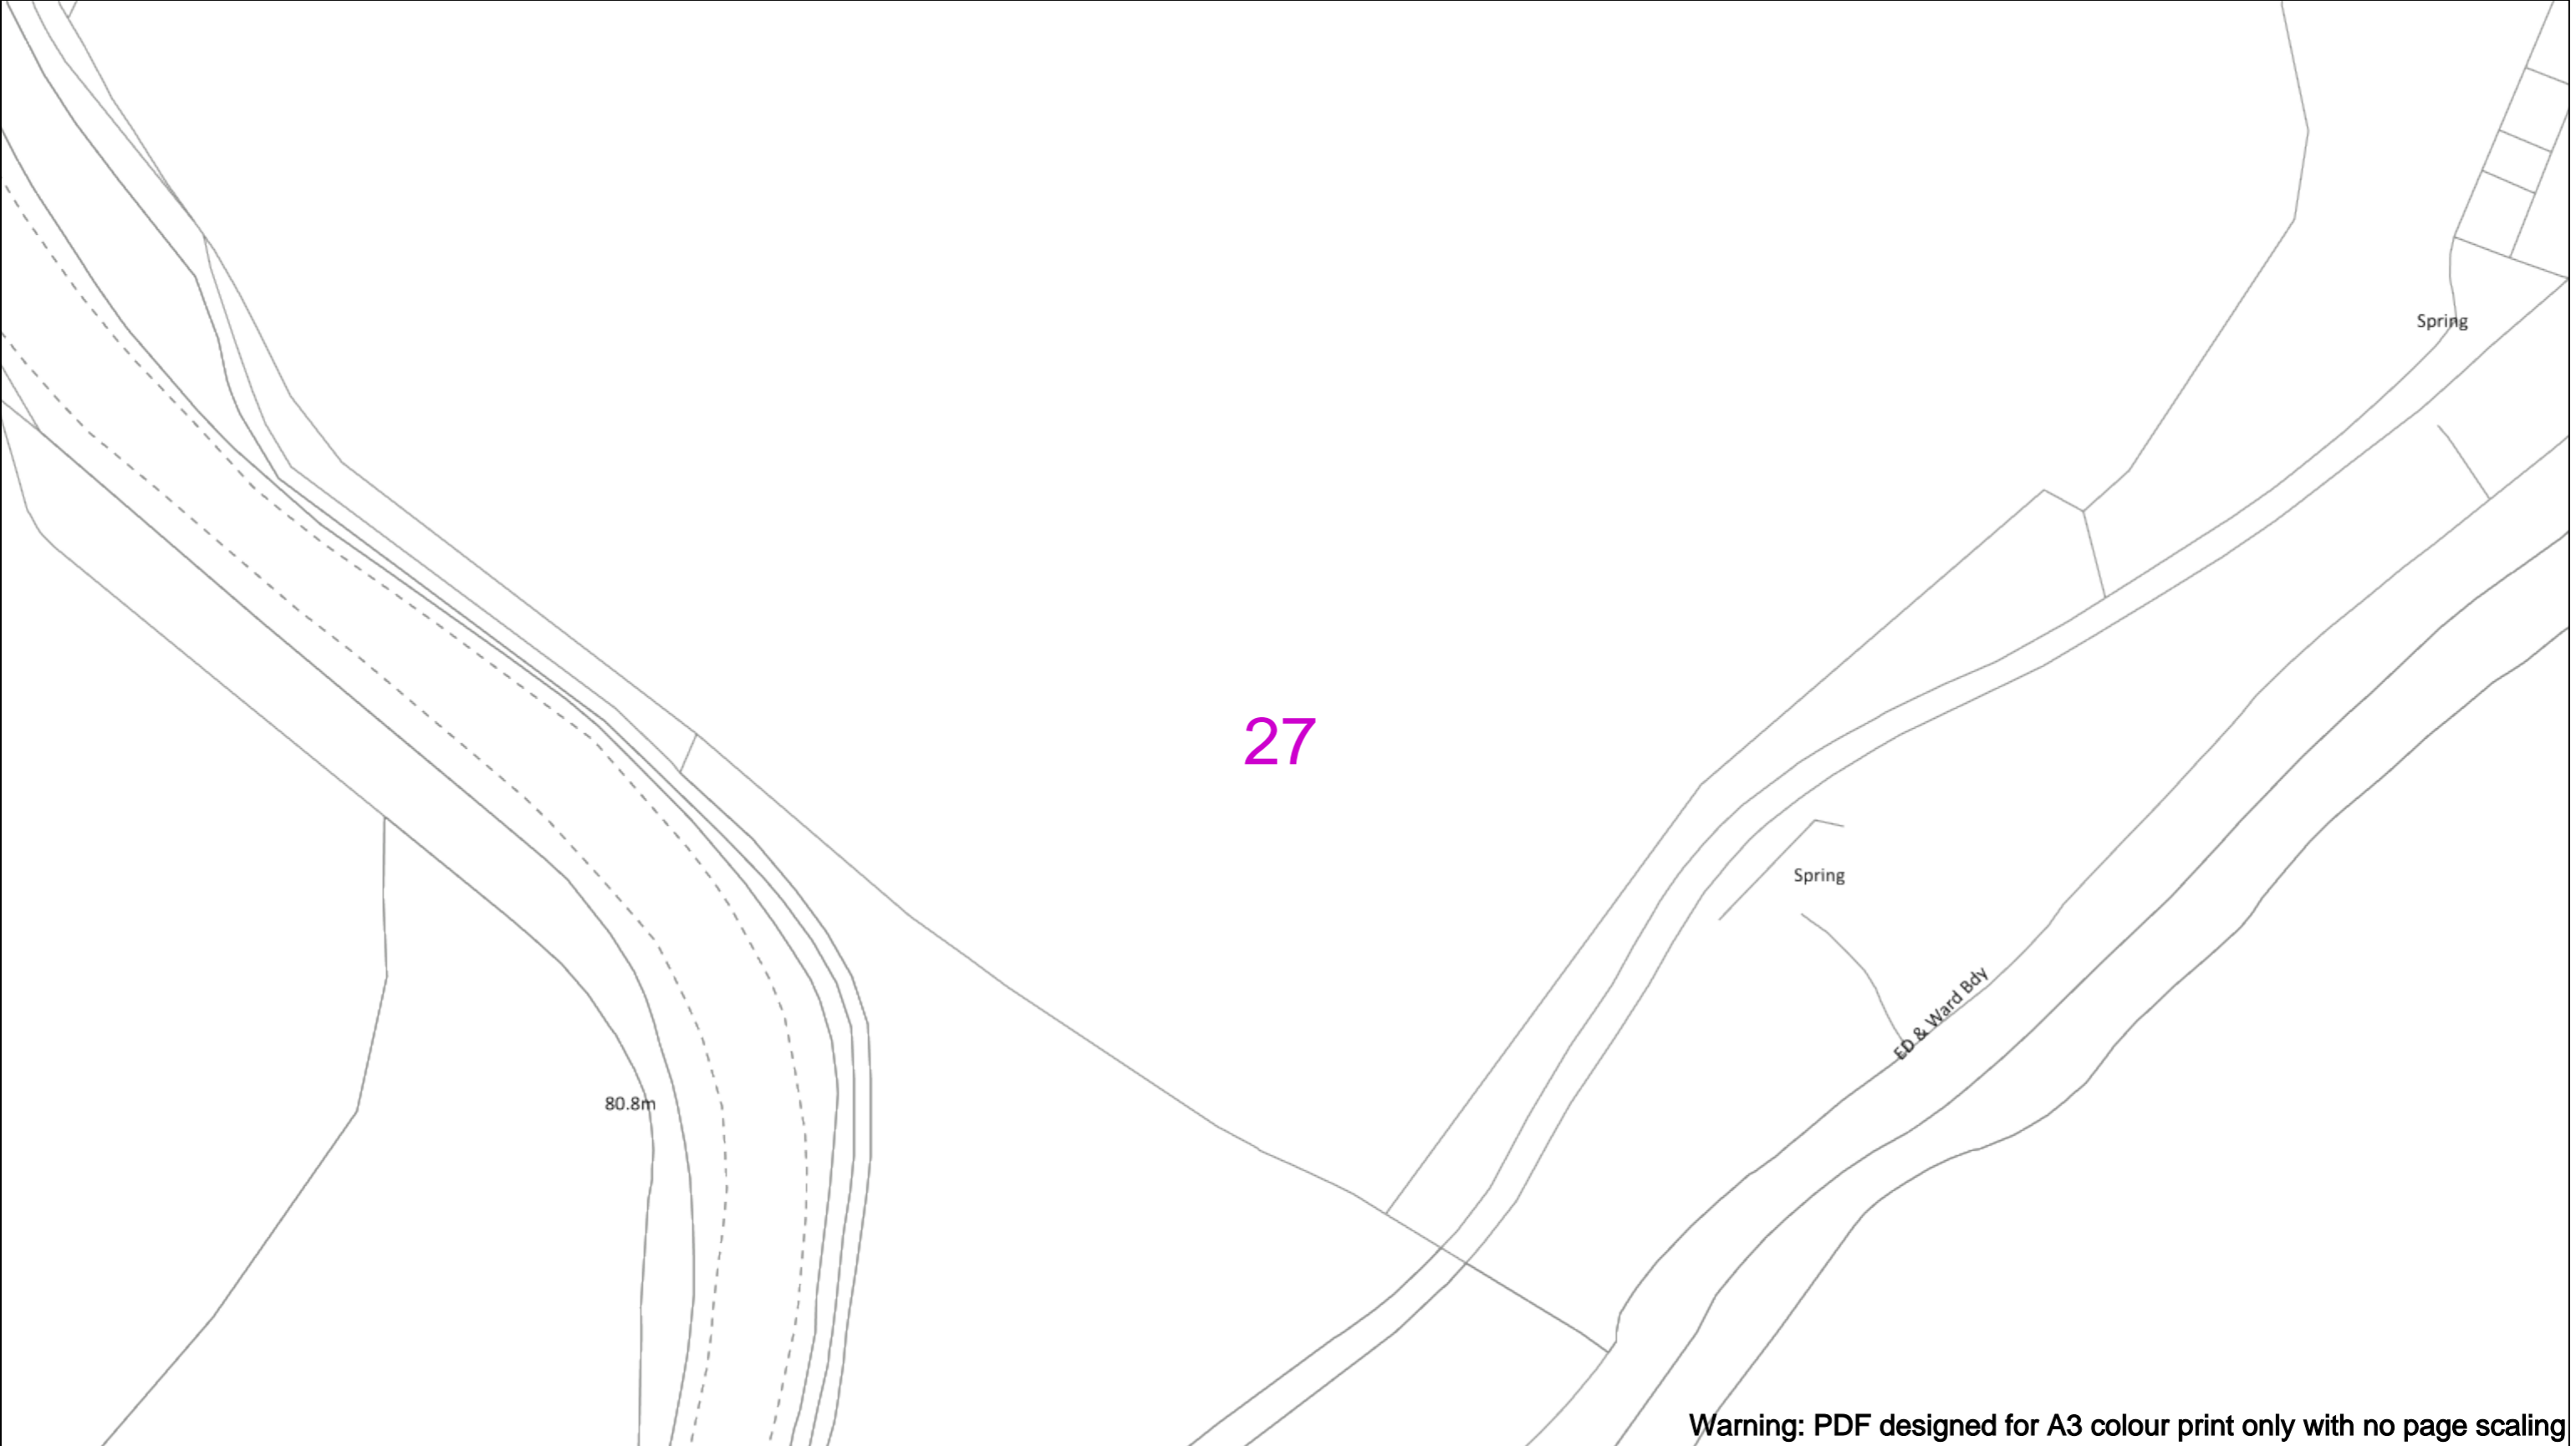 Spring
27
Spring
ED & Ward Bdy
80.8m
Warning: PDF designed for A3 colour print only with no page scaling